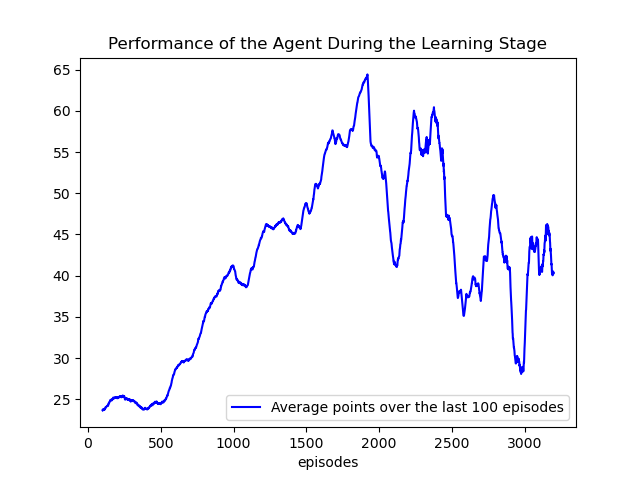 Performance of the Agent During the Learning Stage
65
60
55
50
45
40
35
30
25
Average points over the last 100 episodes
0 500 1000 1500 2000 2500 3000
episodes